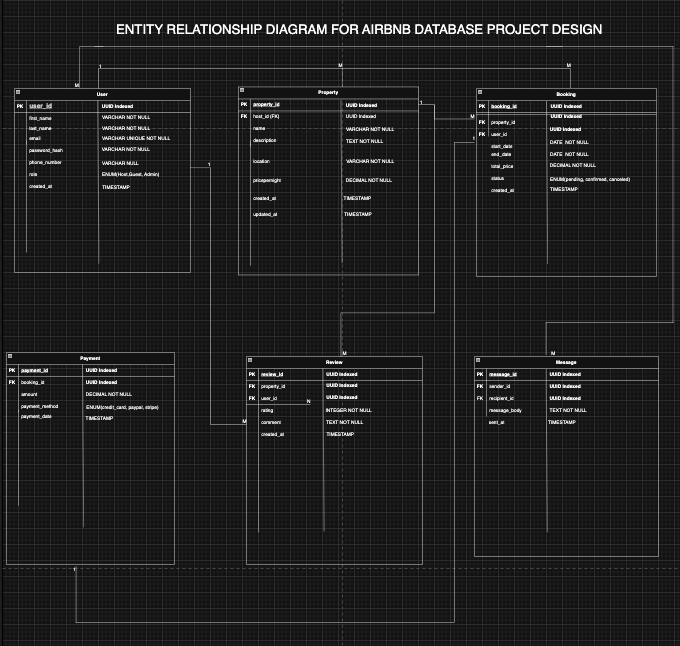 ENTITY RELATIONSHIP DIAGRAM FOR AIRBNB DATABASE PROJECT DESIGN
1
M
M
M
User
PK user_id UUID Indexed
first_name VARCHAR NOT NULL
last_name VARCHAR NOT NULL
email VARCHAR UNIQUE NOT NULL
password_hash VARCHAR NOT NULL
phone_number VARCHAR NULL
role ENUM(Host,Guest, Admin)
created_at TIMESTAMP
1
Property
PK property_id UUID Indexed
FK host_id (FK) UUID Indexed
name VARCHAR NOT NULL
description TEXT NOT NULL
location VARCHAR NOT NULL
pricepernight DECIMAL NOT NULL
created_at TIMESTAMP
updated_at TIMESTAMP
1
M
1
Booking
PK booking_id UUID Indexed
FK property_id UUID Indexed
FK user_id UUID Indexed
start_date DATE NOT NULL
end_date DATE NOT NULL
total_price DECIMAL NOT NULL
status ENUM(pending, confirmed, canceled)
created_at TIMESTAMP
Payment
PK payment_id UUID Indexed
FK booking_id UUID Indexed
amount DECIMAL NOT NULL
payment_method ENUM(credit_card, paypal, stripe)
payment_date TIMESTAMP
1
M
Review
PK review_id UUID Indexed
FK property_id UUID Indexed
FK user_id UUID Indexed
N
rating INTEGER NOT NULL
comment TEXT NOT NULL
created_at TIMESTAMP
M
M
Message
PK message_id UUID Indexed
FK sender_id UUID Indexed
FK recipient_id UUID Indexed
message_body TEXT NOT NULL
sent_at TIMESTAMP